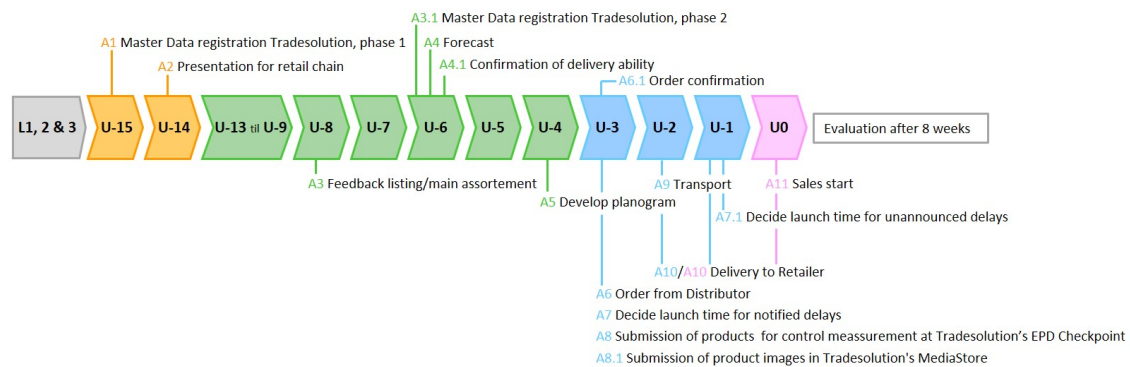 A3.1 Master Data registration Tradesolution, phase 2
A1 Master Data registration Tradesolution, phase 1
A4 Forecast
A2 Presentation for retail chain
A4.1 Confirmation of delivery ability
A6.1 Order confirmation
L1, 2 & 3
U-15
U-14
U-13 til U-9
U-8
U-7
U-6
U-5
U-4
U-3
U-2
U-1
U0
Evaluation after 8 weeks
A3 Feedback listing/main assortement
A9 Transport
A11 Sales start
A5 Develop planogram
A7.1 Decide launch time for unannounced delays
A10/A10 Delivery to Retailer
A6 Order from Distributor
A7 Decide launch time for notified delays
A8 Submission of products for control meassurement at Tradesolution’s EPD Checkpoint
A8.1 Submission of product images in Tradesolution's MediaStore